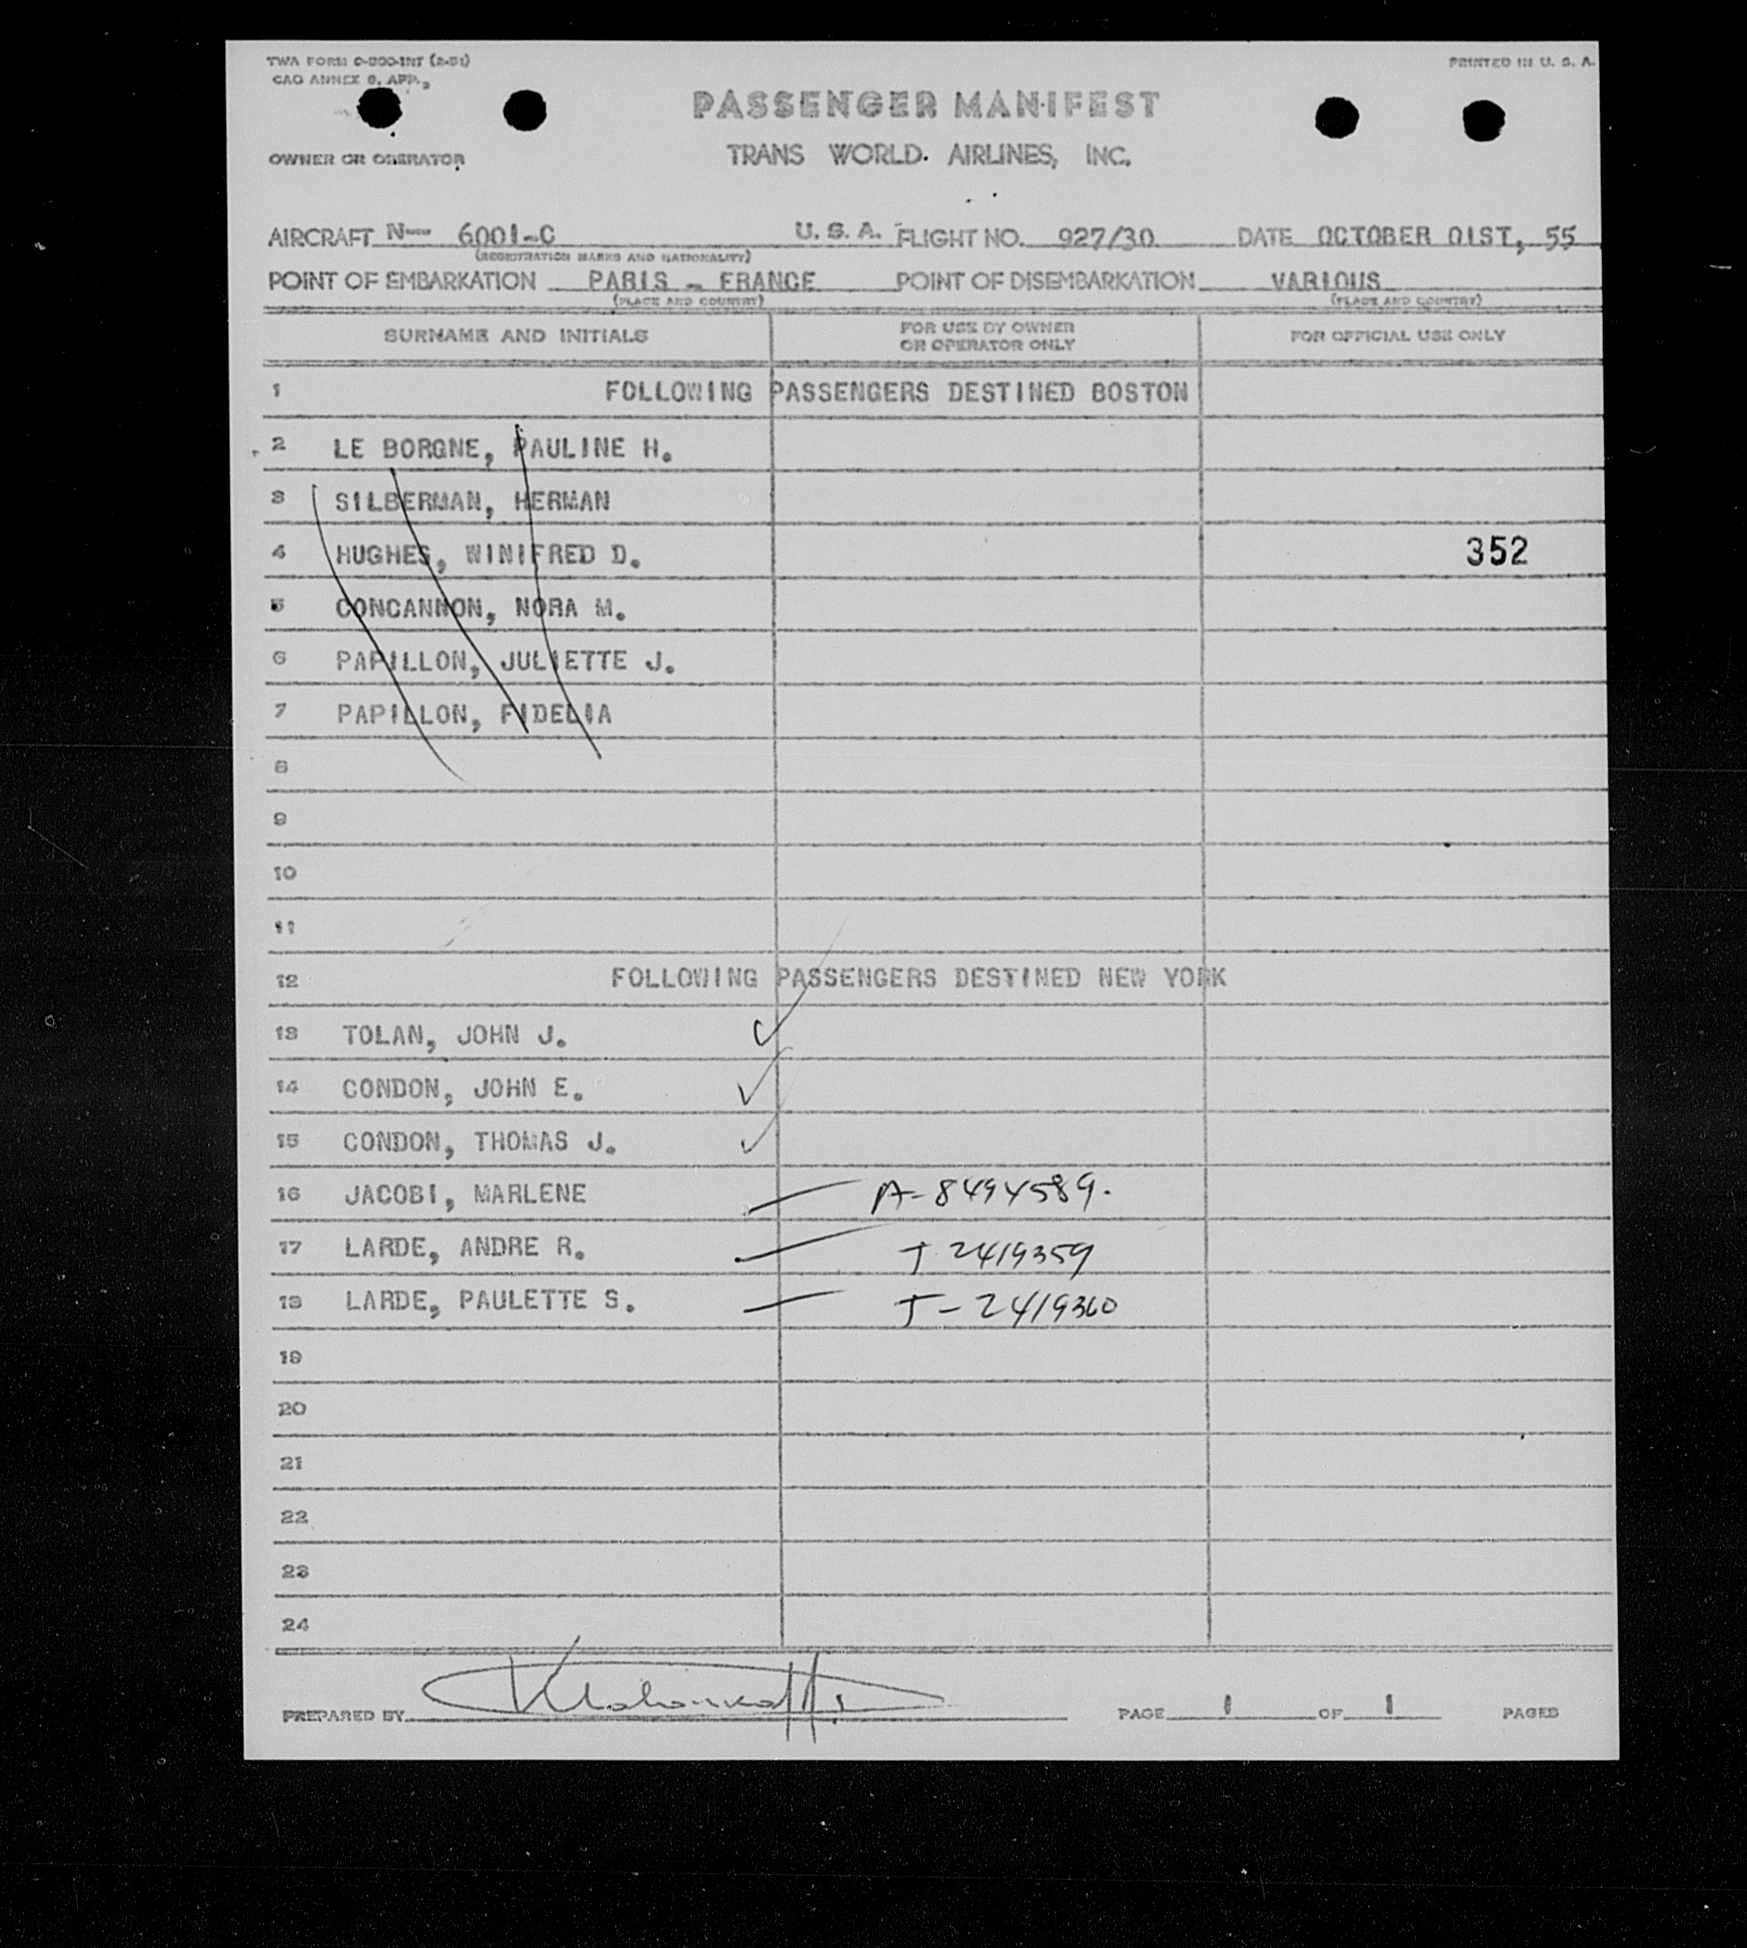 TWA FORM
PRINTED IN U. S. A.
CAO ANNEX 9, APP. 3
PASSENGER MANIFEST
OWNER OR OPERATOR
TRANS WORLD AIRLINES, INC.
AIRCRAFT N-- 6001-C U. S. A. FLIGHT NO. 927/30 DATE OCTOBER 01ST, 55
(REGISTRATION MARKS AND NATIONALITY)
POINT OF EMBARKATION PARIS - FRANCE POINT OF DISEMBARKATION VARIOUS
(PLACE AND COUNTRY) (PLACE AND COUNTRY)
SURNAME AND INITIALS FOR USE BY OWNER OR OPERATOR ONLY FOR OFFICIAL USE ONLY
1 FOLLOWING PASSENGERS DESTINED BOSTON
2 LE BORGNE, PAULINE H.
3 SILBERMAN, HERMAN
4 HUGHES, WINIFRED D. 352
5 CONCANNON, NORA M.
6 PAPILLON, JULIETTE J.
7 PAPILLON, FIDELIA
8
9
10
11
12 FOLLOWING PASSENGERS DESTINED NEW YORK
13 TOLAN, JOHN J. ✓
14 CONDON, JOHN E. ✓
15 CONDON, THOMAS J. ✓
16 JACOBI, MARLENE — A-8494589.
17 LARDE, ANDRE R. — T 2419359
18 LARDE, PAULETTE S. — T-2419360
19
20
21
22
23
24
PREPARED BY PAGE 1 OF 1 PAGES